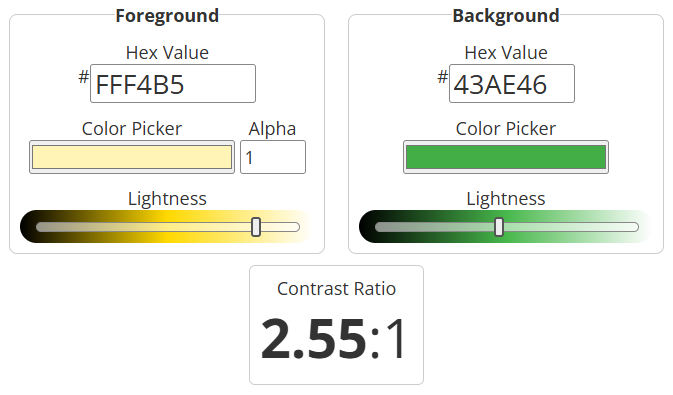 Foreground
Hex Value
# FFF4B5
Color Picker Alpha
1
Lightness
Background
Hex Value
# 43AE46
Color Picker
Lightness
Contrast Ratio
2.55:1